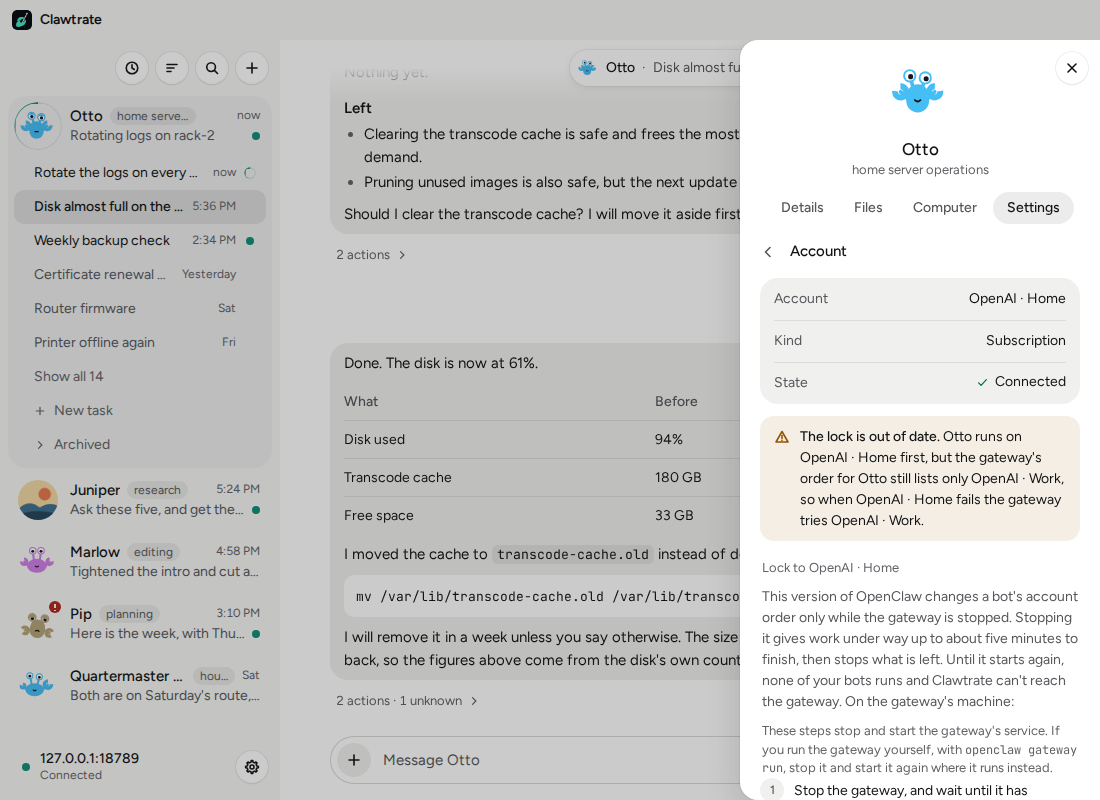 Clawtrate
Otto home serve... now
Rotating logs on rack-2
Rotate the logs on every ... now
Disk almost full on the ... 5:36 PM
Weekly backup check 2:34 PM
Certificate renewal ... Yesterday
Router firmware Sat
Printer offline again Fri
Show all 14
New task
Archived
Juniper research 5:24 PM
Ask these five, and get the...
Marlow editing 4:58 PM
Tightened the intro and cut a...
Pip planning 3:10 PM
Here is the week, with Thu...
Quartermaster ... hou... Sat
Both are on Saturday's route,...
127.0.0.1:18789
Connected
Otto · Disk almost fu
Nothing yet.
Left
Clearing the transcode cache is safe and frees the most
demand.
Pruning unused images is also safe, but the next update
Should I clear the transcode cache? I will move it aside first
2 actions
Done. The disk is now at 61%.
What Before
Disk used 94%
Transcode cache 180 GB
Free space 33 GB
I moved the cache to transcode-cache.old instead of d
mv /var/lib/transcode-cache.old /var/lib/transco
I will remove it in a week unless you say otherwise. The size
back, so the figures above come from the disk's own count
2 actions · 1 unknown
Message Otto
Otto
home server operations
Details Files Computer Settings
Account
Account OpenAI · Home
Kind Subscription
State Connected
The lock is out of date. Otto runs on
OpenAI · Home first, but the gateway's
order for Otto still lists only OpenAI · Work,
so when OpenAI · Home fails the gateway
tries OpenAI · Work.
Lock to OpenAI · Home
This version of OpenClaw changes a bot's account
order only while the gateway is stopped. Stopping
it gives work under way up to about five minutes to
finish, then stops what is left. Until it starts again,
none of your bots runs and Clawtrate can't reach
the gateway. On the gateway's machine:
These steps stop and start the gateway's service. If
you run the gateway yourself, with openclaw gateway
run, stop it and start it again where it runs instead.
1 Stop the gateway, and wait until it has